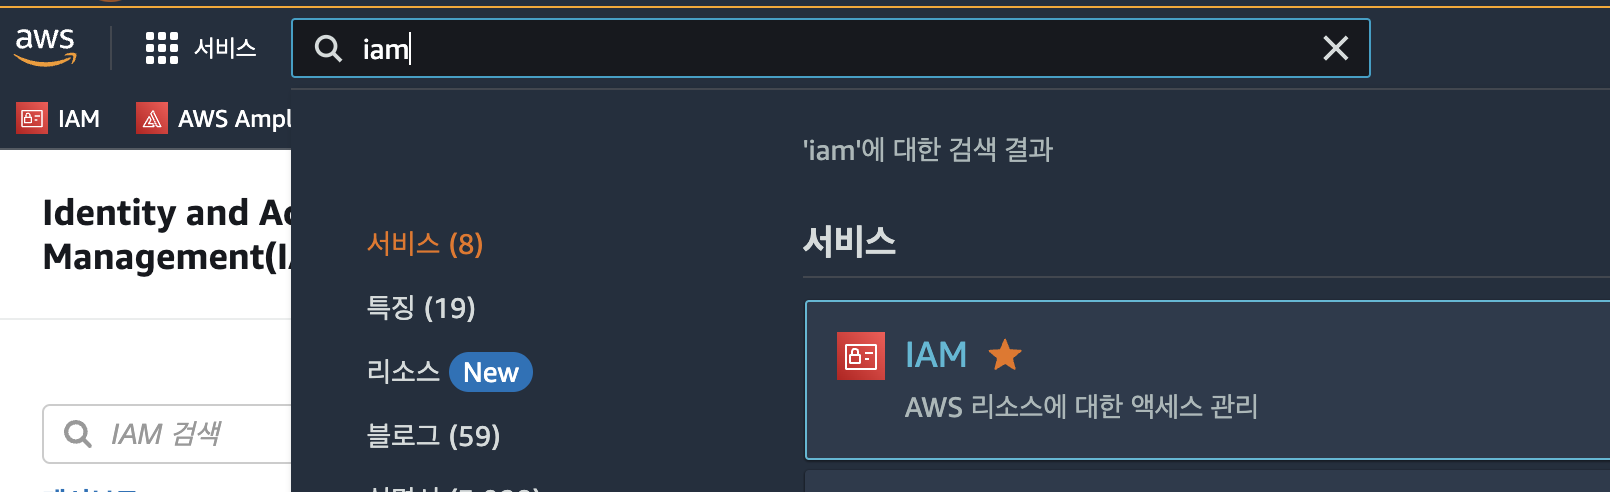 aws
서비스
iam
IAM
AWS Ampl
'iam'에 대한 검색 결과
Identity and Ac
Management(IA
서비스 (8)
서비스
특징 (19)
IAM
리소스 New
AWS 리소스에 대한 액세스 관리
블로그 (59)
IAM 검색